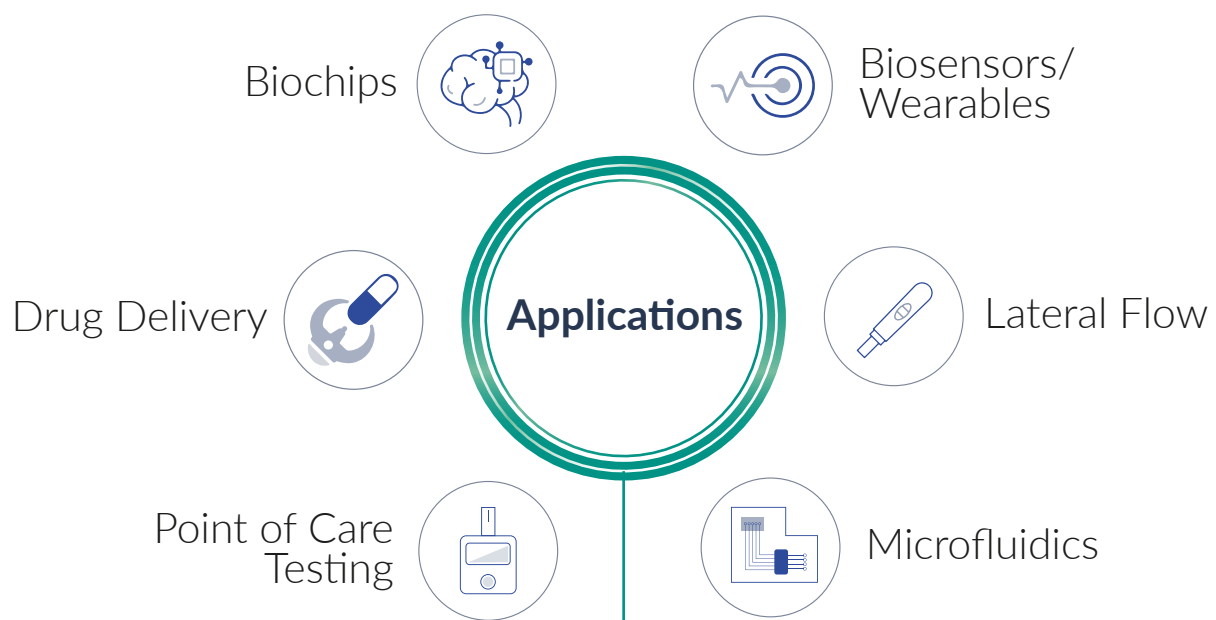 Biochips
Biosensors/
Wearables
Drug Delivery
Applications
Lateral Flow
Point of Care
Testing
Microfluidics